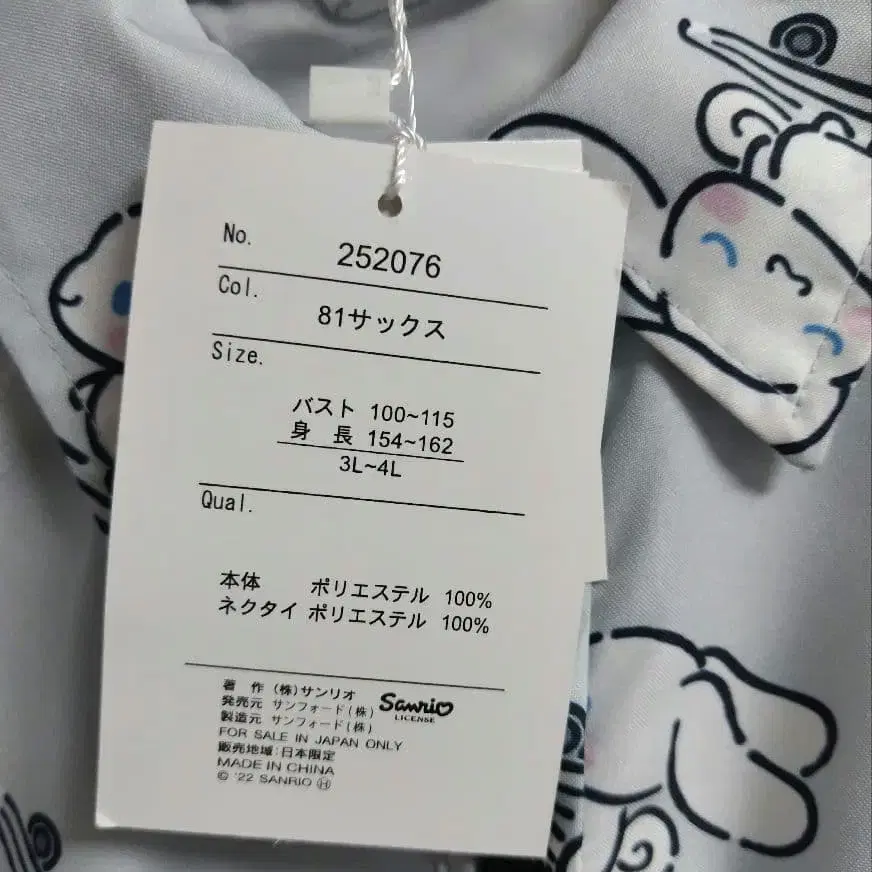 No. 252076
Col. 81サックス
Size.
バスト 100~115
身 長 154~162
3L~4L
Qual.
本体 ポリエステル 100%
ネクタイ ポリエステル 100%
著 作 (株)サンリオ
発売元 サンフォード(株)
製造元 サンフォード(株)
Sanrio
LICENSE
FOR SALE IN JAPAN ONLY
販売地域:日本限定
MADE IN CHINA
© '22 SANRIO Ⓗ